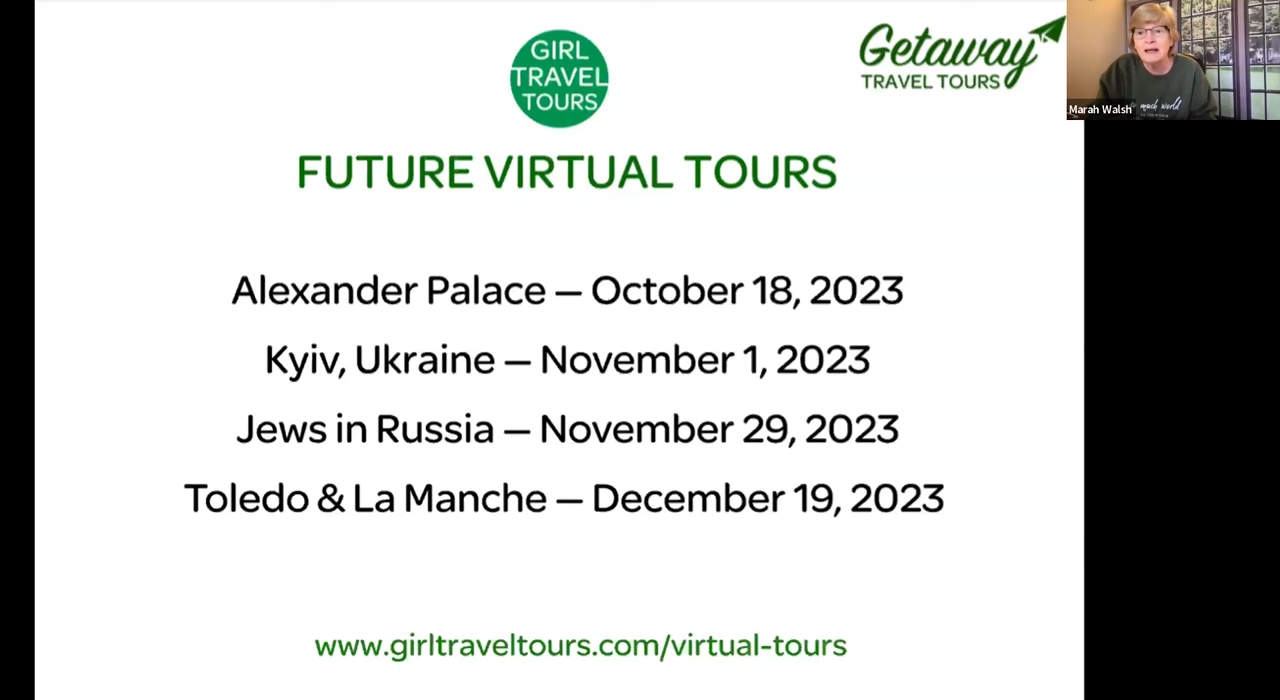 GIRL
TRAVEL
TOURS
Getaway
TRAVEL TOURS
Marah Walsh
much world
FUTURE VIRTUAL TOURS
Alexander Palace – October 18, 2023
Kyiv, Ukraine – November 1, 2023
Jews in Russia – November 29, 2023
Toledo & La Manche – December 19, 2023
www.girltraveltours.com/virtual-tours